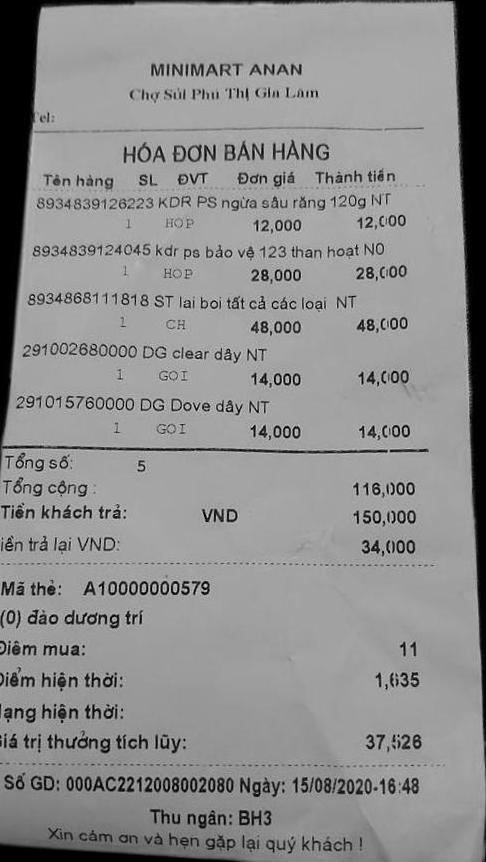 MINIMART ANAN
Chợ Sủi Phú Thị Gia Lâm
Tel:
HÓA ĐƠN BÁN HÀNG
Tên hàng SL ĐVT Đơn giá Thành tiền
8934839126223 KDR PS ngừa sâu răng 120g NT
1 HOP 12,000 12,000
8934839124045 kdr ps bảo vệ 123 than hoạt N0
1 HOP 28,000 28,000
8934868111818 ST lai boi tất cả các loại NT
1 CH 48,000 48,000
291002680000 DG clear dây NT
1 GOI 14,000 14,000
291015760000 DG Dove dây NT
1 GOI 14,000 14,000
Tổng số: 5
Tổng cộng : 116,000
Tiền khách trả: VND 150,000
iền trả lại VND: 34,000
Mã thẻ: A10000000579
(0) đào dương trí
Điểm mua: 11
Điểm hiện thời: 1,635
ạng hiện thời:
Giá trị thưởng tích lũy: 37,526
Số GD: 000AC2212008002080 Ngày: 15/08/2020-16:48
Thu ngân: BH3
Xin cảm ơn và hẹn gặp lại quý khách !